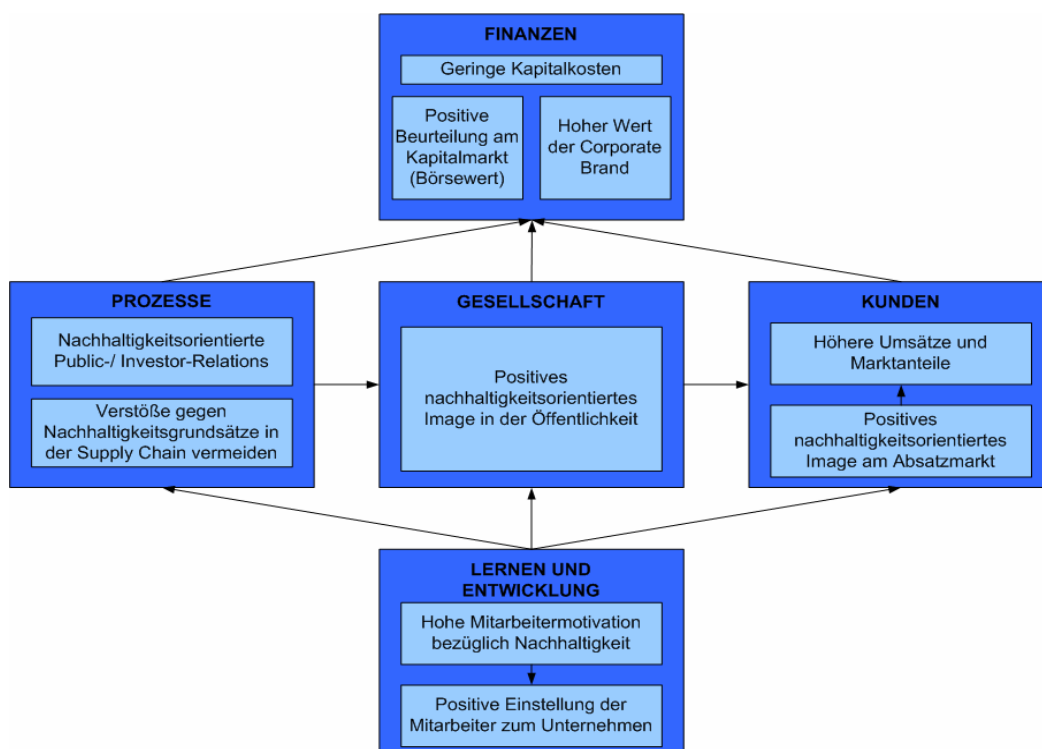 FINANZEN
Geringe Kapitalkosten
Positive
Beurteilung am
Kapitalmarkt
(Börsewert)
Hoher Wert
der Corporate
Brand
PROZESSE
Nachhaltigkeitsorientierte
Public-/ Investor-Relations
Verstöße gegen
Nachhaltigkeitsgrundsätze in
der Supply Chain vermeiden
GESELLSCHAFT
Positives
nachhaltigkeitsorientiertes
Image in der Öffentlichkeit
KUNDEN
Höhere Umsätze und
Marktanteile
Positives
nachhaltigkeitsorientiertes
Image am Absatzmarkt
LERNEN UND
ENTWICKLUNG
Hohe Mitarbeitermotivation
bezüglich Nachhaltigkeit
Positive Einstellung der
Mitarbeiter zum Unternehmen